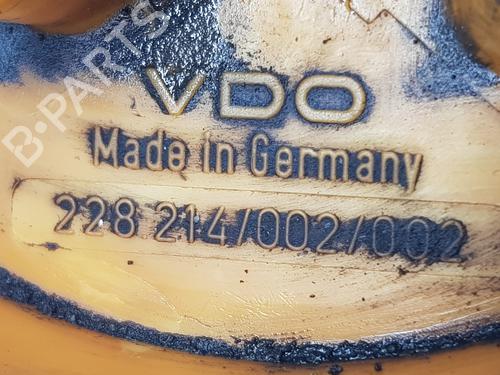 B-PARTS
VDO
Made in Germany
228 214/002/002